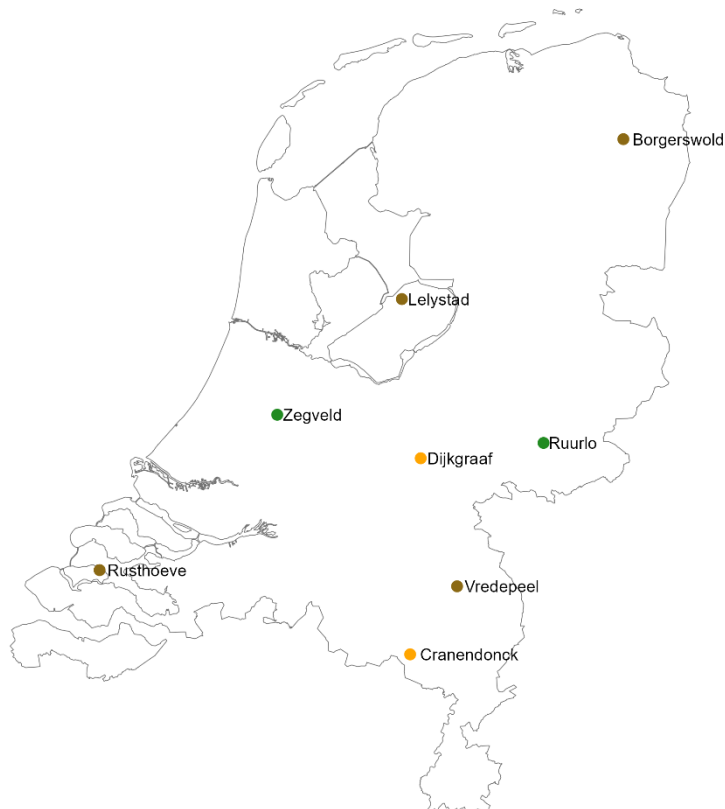 Borgerswold
Lelystad
Zegveld
Ruurlo
Dijkgraaf
Rusthoeve
Vredepeel
Cranendonck